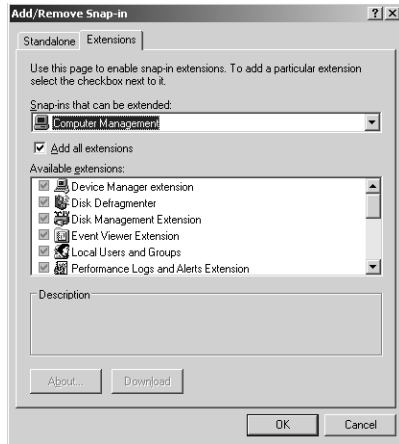 Add/Remove Snap-in
Standalone Extensions
Use this page to enable snap-in extensions. To add a particular extension
select the checkbox next to it.
Snap-ins that can be extended:
Computer Management
Add all extensions
Available extensions:
Device Manager extension
Disk Defragmenter
Disk Management Extension
Event Viewer Extension
Local Users and Groups
Performance Logs and Alerts Extension
Description
About... Download
OK Cancel